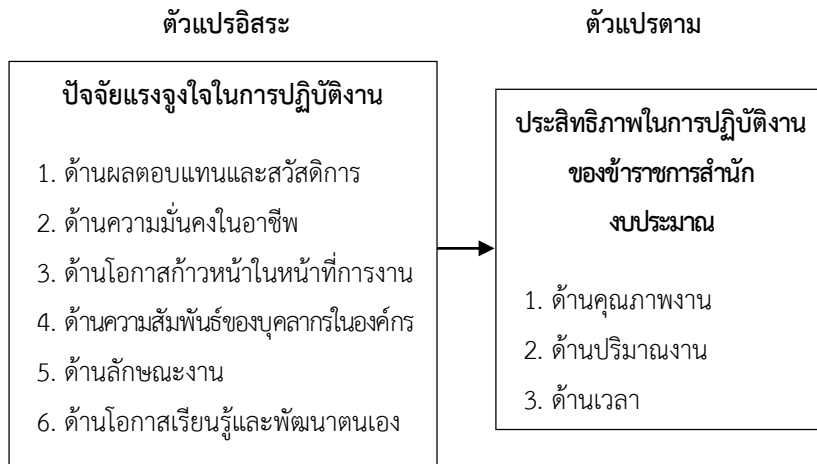 ตัวแปรอิสระ
ตัวแปรตาม
ปัจจัยแรงจูงใจในการปฏิบัติงาน
1. ด้านผลตอบแทนและสวัสดิการ
2. ด้านความมั่นคงในอาชีพ
3. ด้านโอกาสก้าวหน้าในหน้าที่การงาน
4. ด้านความสัมพันธ์ของบุคลากรในองค์กร
5. ด้านลักษณะงาน
6. ด้านโอกาสเรียนรู้และพัฒนาตนเอง
ประสิทธิภาพในการปฏิบัติงาน
ของข้าราชการสำนัก
งบประมาณ
1. ด้านคุณภาพงาน
2. ด้านปริมาณงาน
3. ด้านเวลา